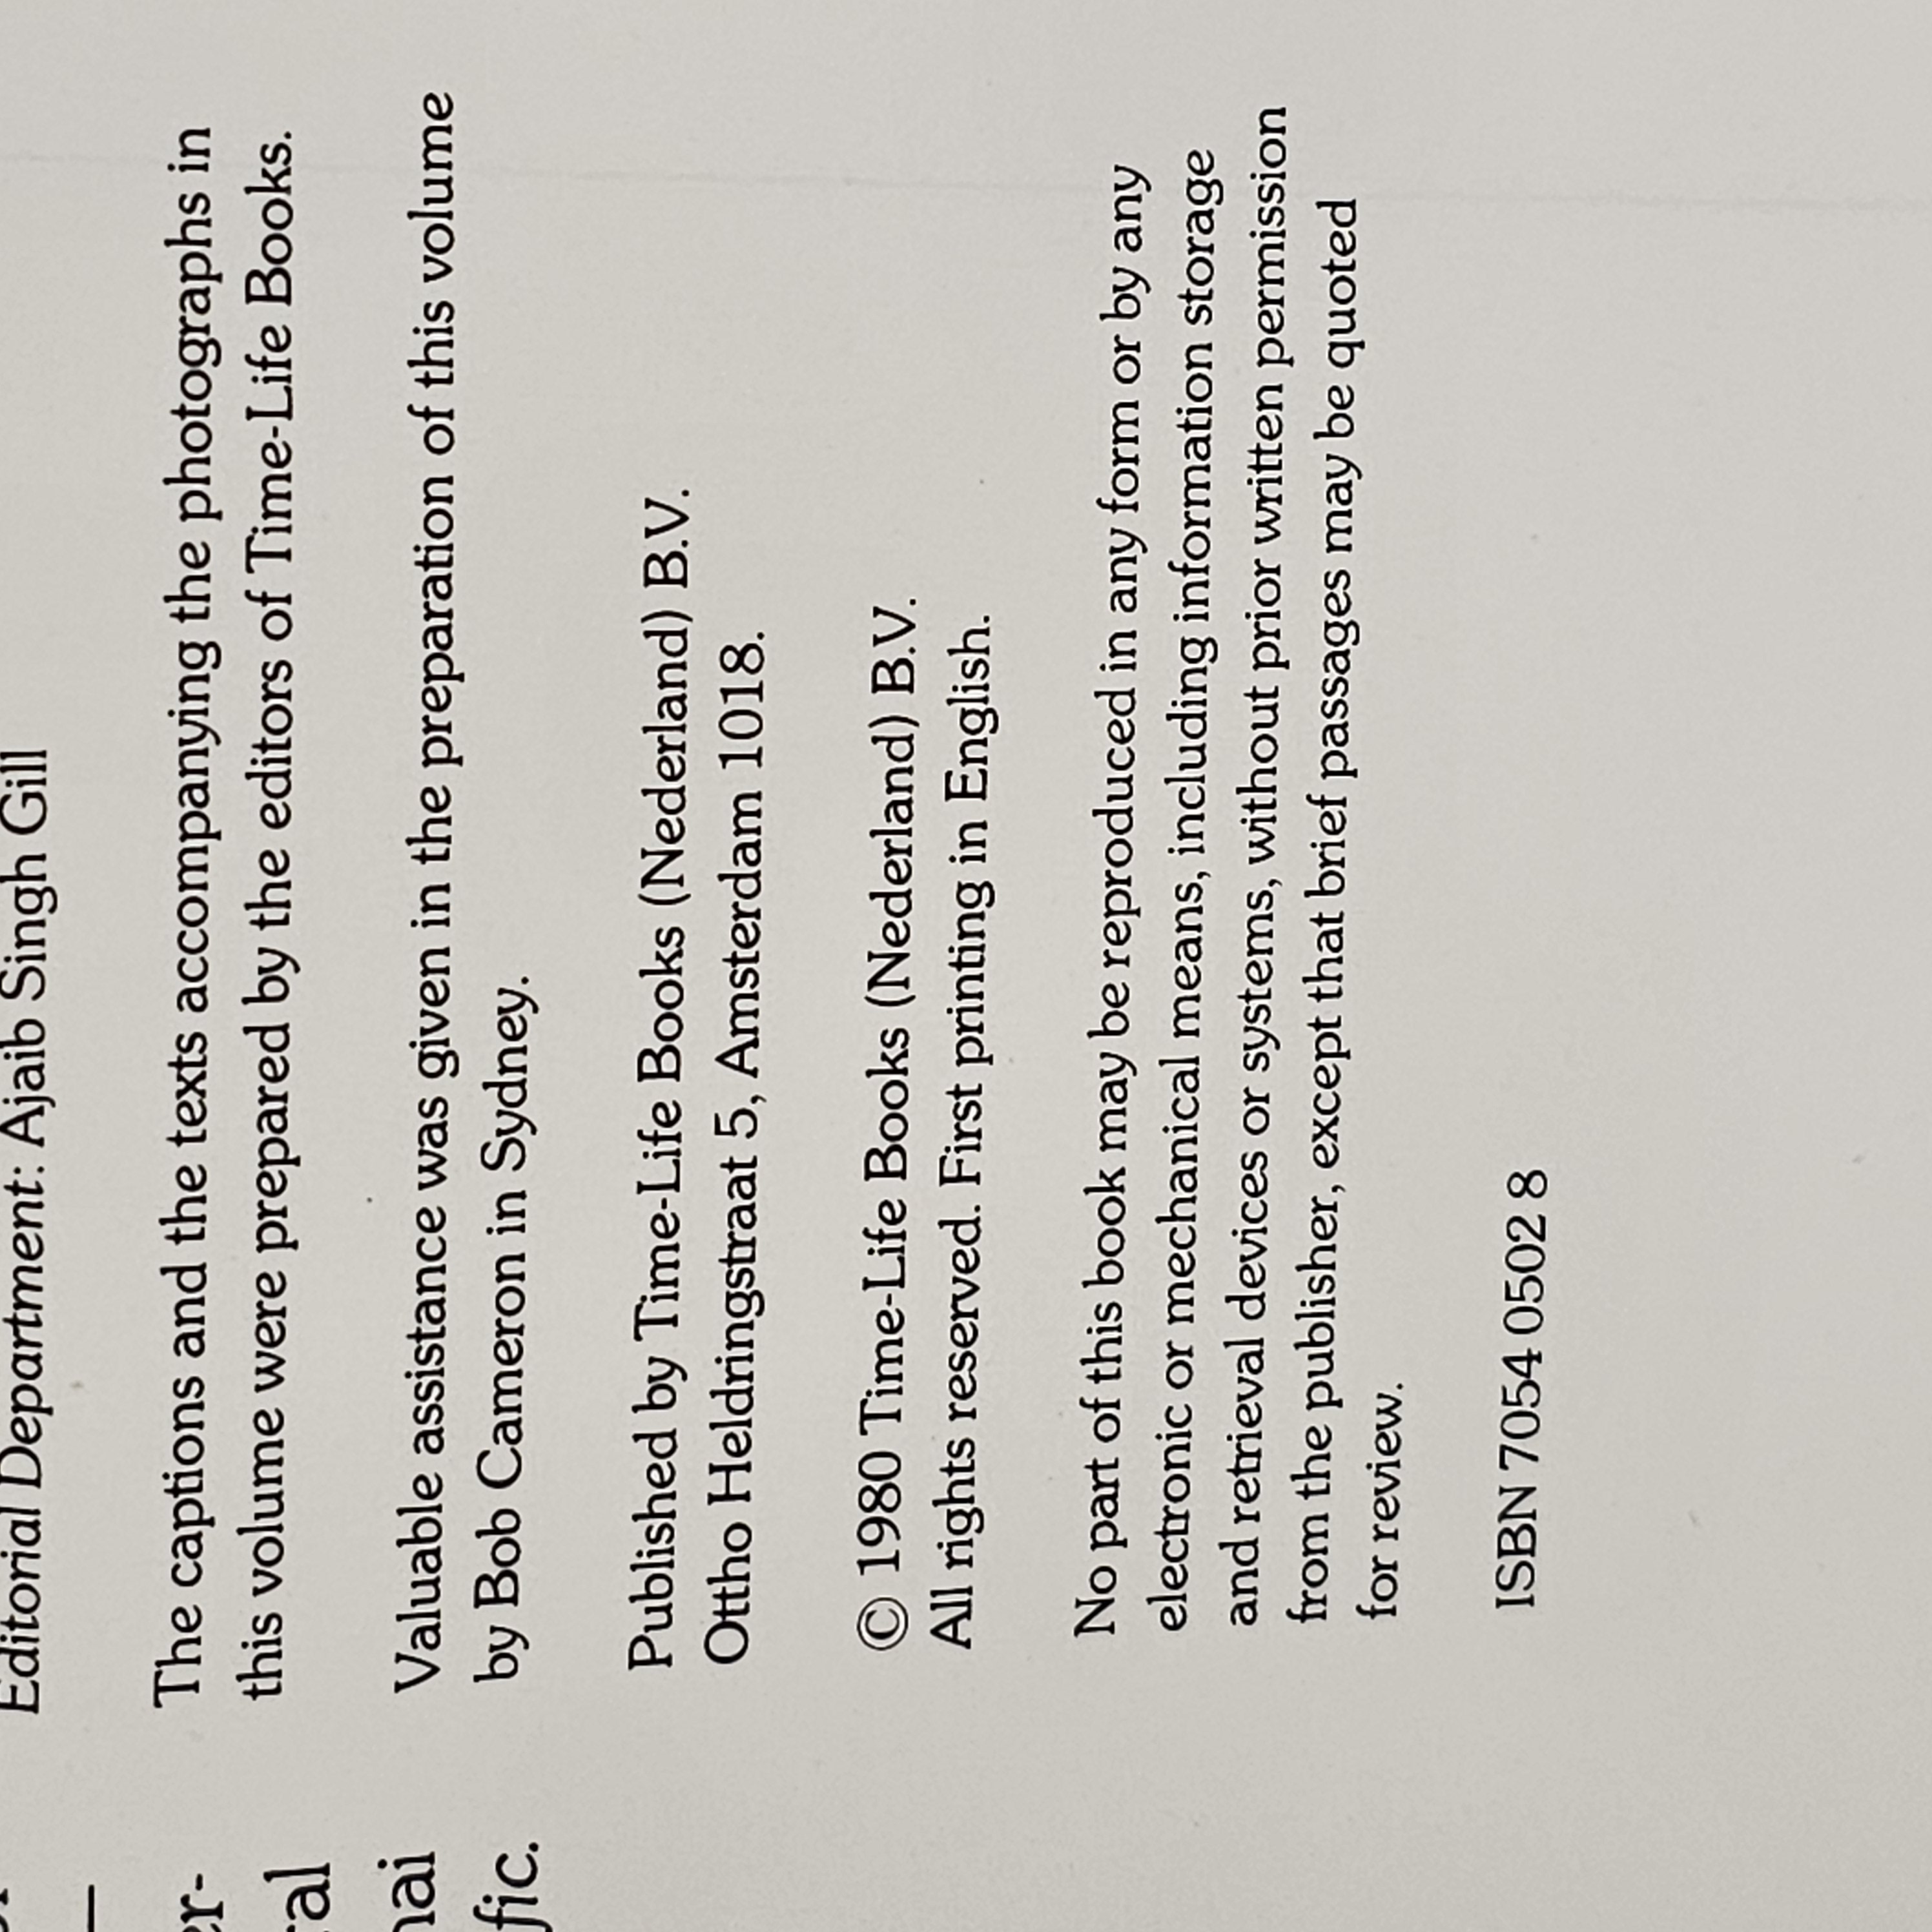 er-
ral
nai
fic.
Editorial Department: Ajaib Singh Gill
The captions and the texts accompanying the photographs in
this volume were prepared by the editors of Time-Life Books.
Valuable assistance was given in the preparation of this volume
by Bob Cameron in Sydney.
Published by Time-Life Books (Nederland) B.V.
Ottho Heldringstraat 5, Amsterdam 1018.
© 1980 Time-Life Books (Nederland) B.V.
All rights reserved. First printing in English.
No part of this book may be reproduced in any form or by any
electronic or mechanical means, including information storage
and retrieval devices or systems, without prior written permission
from the publisher, except that brief passages may be quoted
for review.
ISBN 7054 0502 8